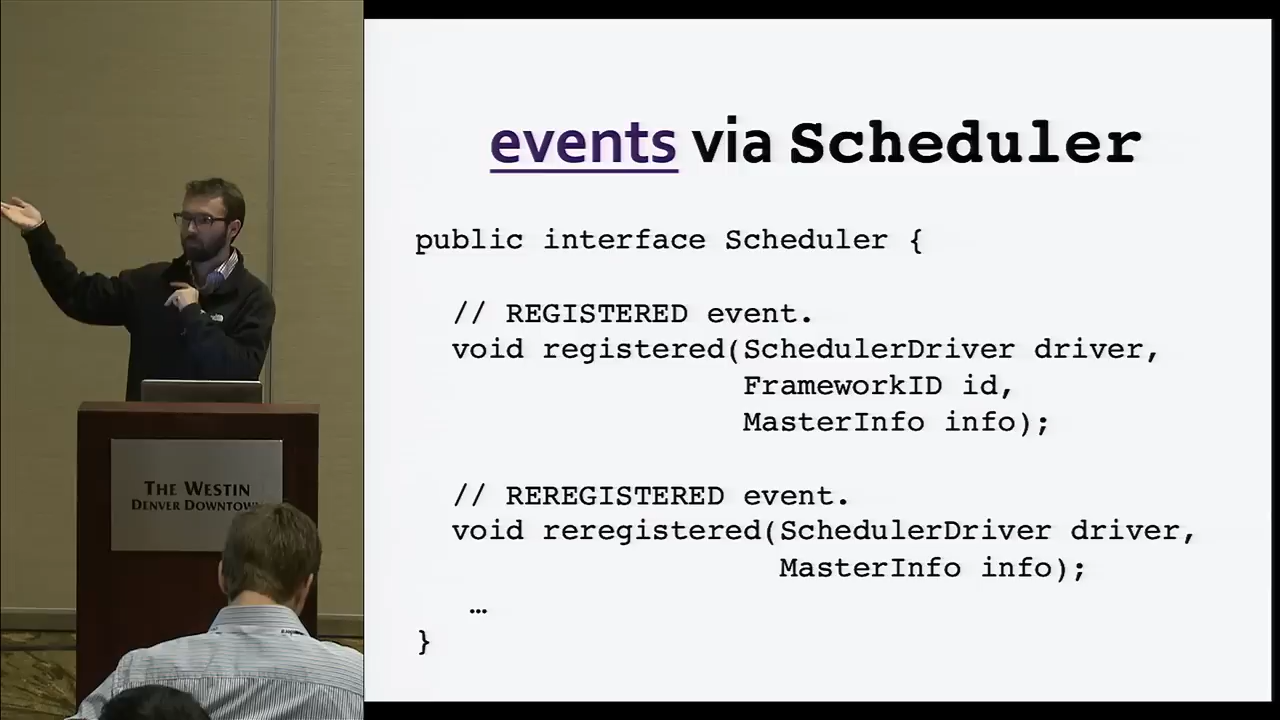 events via Scheduler
public interface Scheduler {
// REGISTERED event.
void registered(SchedulerDriver driver,
FrameworkID id,
MasterInfo info);
// REREGISTERED event.
void reregistered(SchedulerDriver driver,
MasterInfo info);
…
}
THE WESTIN
DENVER DOWNTOW